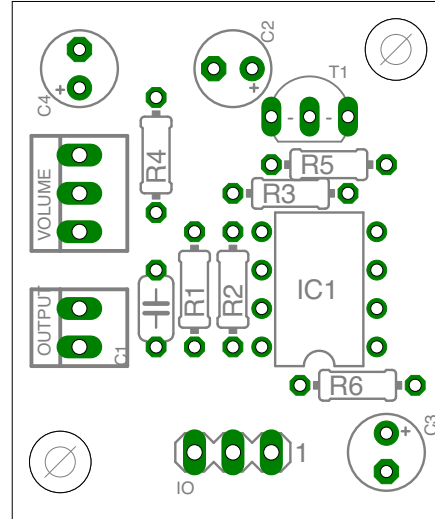 C2
C4
+
+
T1
- -
R4
R5
VOLUME
R3
R1
R2
IC1
OUTPUT
C1
R6
C3
+
1
IO